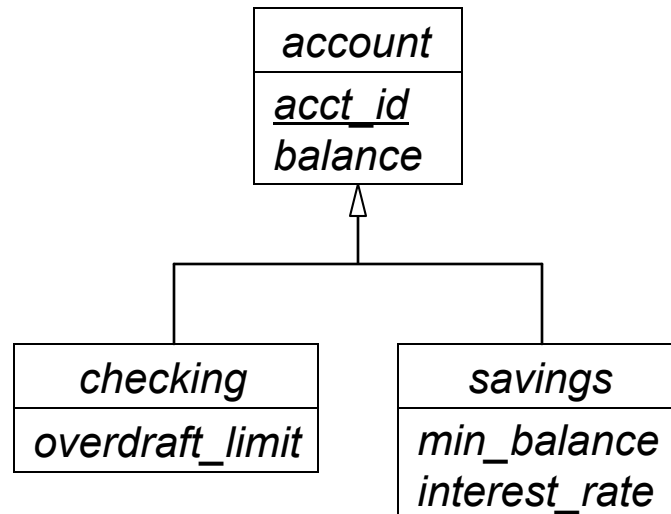 account
acct_id
balance
checking
overdraft_limit
savings
min_balance
interest_rate